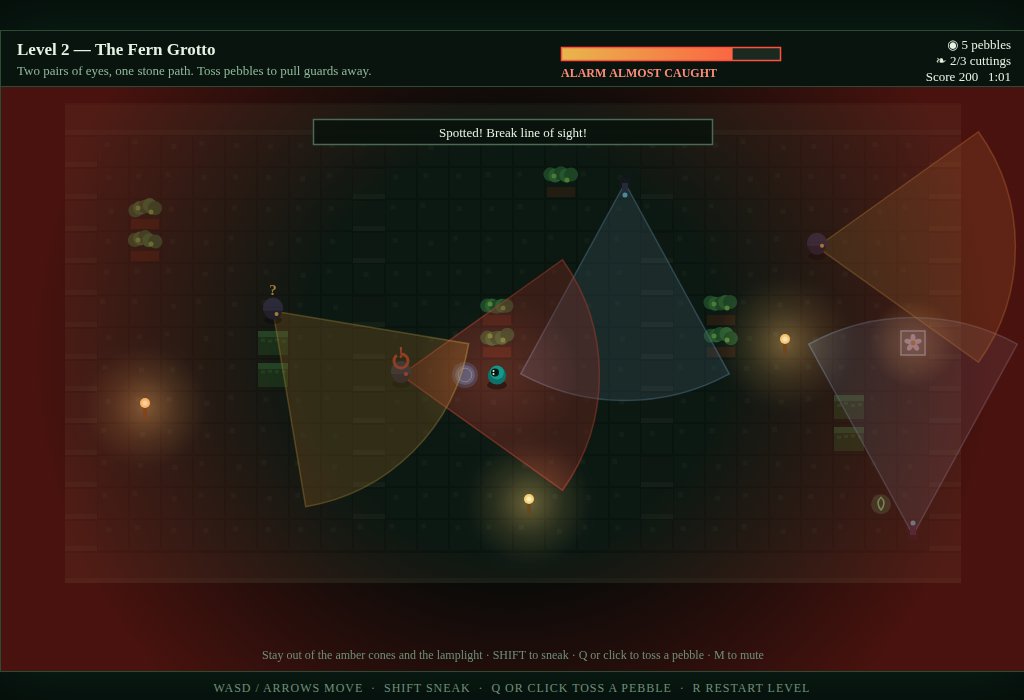 Level 2 — The Fern Grotto
Two pairs of eyes, one stone path. Toss pebbles to pull guards away.
ALARM ALMOST CAUGHT
◉ 5 pebbles
❧ 2/3 cuttings
Score 200 1:01
Spotted! Break line of sight!
?
Stay out of the amber cones and the lamplight · SHIFT to sneak · Q or click to toss a pebble · M to mute
WASD / ARROWS MOVE · SHIFT SNEAK · Q OR CLICK TOSS A PEBBLE · R RESTART LEVEL